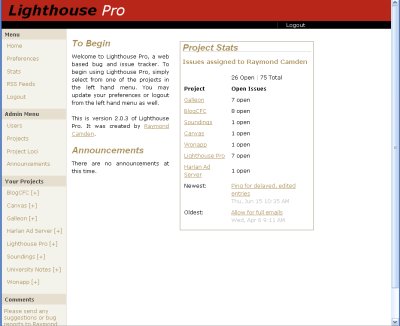 Lighthouse Pro
Logout
Menu
Home
Preferences
Stats
RSS Feeds
Logout
Admin Menu
Users
Projects
Project Loci
Announcements
Your Projects
BlogCFC [+]
Canvas [+]
Galleon [+]
Harlan Ad Server [+]
Lighthouse Pro [+]
Soundings [+]
University Notes [+]
Wonapp [+]
Comments
Please send any
suggestions or bug
reports to Raymond
To Begin
Welcome to Lighthouse Pro, a web
based bug and issue tracker. To
begin using Lighthouse Pro, simply
select from one of the projects in
the left hand menu. You may
update your preferences or logout
from the left hand menu as well.
This is version 2.0.3 of Lighthouse
Pro. It was created by Raymond
Camden.
Announcements
There are no announcements at
this time.
Project Stats
Issues assigned to Raymond Camden
26 Open : 75 Total
Project Open Issues
Galleon 7 open
BlogCFC 8 open
Soundings 1 open
Canvas 1 open
Wonapp 1 open
Lighthouse Pro 7 open
Harlan Ad
Server 1 open
Newest: Ping for delayed, edited
entries
Thu, Jun 15 10:35 AM
Oldest: Allow for full emails
Wed, Apr 6 9:11 AM